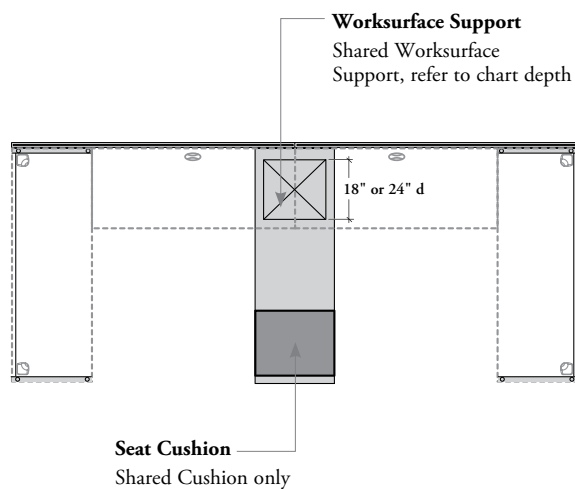 Worksurface Support
Shared Worksurface
Support, refer to chart depth
18" or 24" d
Seat Cushion
Shared Cushion only